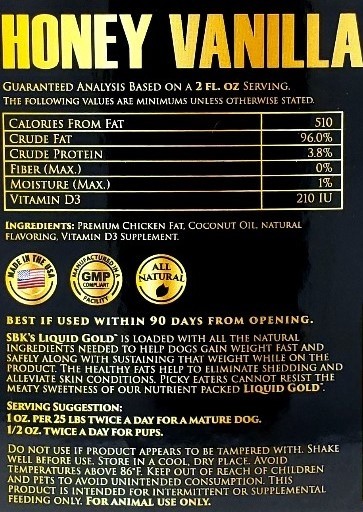 HONEY VANILLA
GUARANTEED ANALYSIS BASED ON A 2 FL. OZ SERVING.
THE FOLLOWING VALUES ARE MINIMUMS UNLESS OTHERWISE STATED.
CALORIES FROM FAT 510
CRUDE FAT 96.0%
CRUDE PROTEIN 3.8%
FIBER (MAX.) 0%
MOISTURE (MAX.) 1%
VITAMIN D3 210 IU
INGREDIENTS: PREMIUM CHICKEN FAT, COCONUT OIL, NATURAL
FLAVORING, VITAMIN D3 SUPPLEMENT.
MADE IN THE USA
MANUFACTURED IN A
GMP
COMPLIANT
FACILITY
ALL
NATURAL
BEST IF USED WITHIN 90 DAYS FROM OPENING.
SBK'S LIQUID GOLD® IS LOADED WITH ALL THE NATURAL
INGREDIENTS NEEDED TO HELP DOGS GAIN WEIGHT FAST AND
SAFELY ALONG WITH SUSTAINING THAT WEIGHT WHILE ON THE
PRODUCT. THE HEALTHY FATS HELP TO ELIMINATE SHEDDING AND
ALLEVIATE SKIN CONDITIONS. PICKY EATERS CANNOT RESIST THE
MEATY SWEETNESS OF OUR NUTRIENT PACKED LIQUID GOLD®.
SERVING SUGGESTION:
1 OZ. PER 25 LBS TWICE A DAY FOR A MATURE DOG.
1/2 OZ. TWICE A DAY FOR PUPS.
DO NOT USE IF PRODUCT APPEARS TO BE TAMPERED WITH. SHAKE
WELL BEFORE USE. STORE IN A COOL, DRY PLACE. AVOID
TEMPERATURES ABOVE 86°F. KEEP OUT OF REACH OF CHILDREN
AND PETS TO AVOID UNINTENDED CONSUMPTION. THIS
PRODUCT IS INTENDED FOR INTERMITTENT OR SUPPLEMENTAL
FEEDING ONLY. FOR ANIMAL USE ONLY.